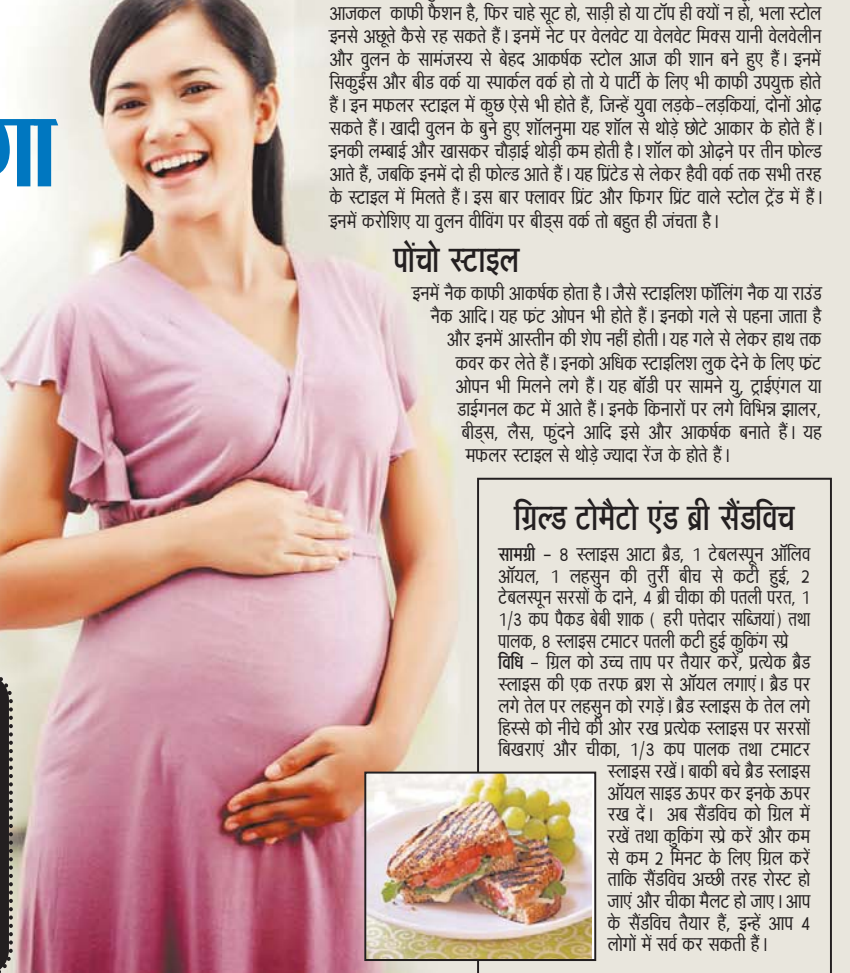 आजकल काफी फैशन है, फिर चाहे सूट हो, साड़ी हो या टॉप ही क्यों न हो, भला स्टोल
इनसे अछूते कैसे रह सकते हैं। इनमें नेट पर वेलवेट या वेलवेट मिक्स यानी वेलवेलीन
और वुलन के सामंजस्य से बेहद आकर्षक स्टोल आज की शान बने हुए हैं। इनमें
सिकुईंस और बीड वर्क या स्पार्कल वर्क हो तो ये पार्टी के लिए भी काफी उपयुक्त होते
हैं। इन मफलर स्टाइल में कुछ ऐसे भी होते हैं, जिन्हें युवा लड़के-लड़कियां, दोनों ओढ़
सकते हैं। खादी वुलन के बुने हुए शॉलनुमा यह शॉल से थोड़े छोटे आकार के होते हैं।
इनकी लम्बाई और खासकर चौड़ाई थोड़ी कम होती है। शॉल को ओढ़ने पर तीन फोल्ड
आते हैं, जबकि इनमें दो ही फोल्ड आते हैं। यह प्रिंटेड से लेकर हैवी वर्क तक सभी तरह
के स्टाइल में मिलते हैं। इस बार फ्लावर प्रिंट और फिगर प्रिंट वाले स्टोल ट्रेंड में हैं।
इनमें करोशिए या वुलन वीविंग पर बीड्स वर्क तो बहुत ही जंचता है।
पोंचो स्टाइल
इनमें नैक काफी आकर्षक होता है। जैसे स्टाइलिश फॉलिंग नैक या राउंड
नैक आदि। यह फ्रंट ओपन भी होते हैं। इनको गले से पहना जाता है
और इनमें आस्तीन की शेप नहीं होती। यह गले से लेकर हाथ तक
कवर कर लेते हैं। इनको अधिक स्टाइलिश लुक देने के लिए फ्रंट
ओपन भी मिलने लगे हैं। यह बॉडी पर सामने यु, ट्राईएंगल या
डाईगनल कट में आते हैं। इनके किनारों पर लगे विभिन्न झालर,
बीड्स, लैस, फुंदने आदि इसे और आकर्षक बनाते हैं। यह
मफलर स्टाइल से थोड़े ज्यादा रेंज के होते हैं।
ग्रिल्ड टोमैटो एंड ब्री सैंडविच
सामग्री - 8 स्लाइस आटा ब्रैड, 1 टेबलस्पून ऑलिव
ऑयल, 1 लहसुन की तुर्री बीच से कटी हुई, 2
टेबलस्पून सरसों के दाने, 4 ब्री चीका की पतली परत, 1
1/3 कप पैकड बेबी शाक ( हरी पत्तेदार सब्जियां) तथा
पालक, 8 स्लाइस टमाटर पतली कटी हुई कुकिंग स्प्रे
विधि - ग्रिल को उच्च ताप पर तैयार करें, प्रत्येक ब्रैड
स्लाइस की एक तरफ ब्रश से ऑयल लगाएं। ब्रैड पर
लगे तेल पर लहसुन को रगड़ें। ब्रैड स्लाइस के तेल लगे
हिस्से को नीचे की ओर रख प्रत्येक स्लाइस पर सरसों
बिखराएं और चीका, 1/3 कप पालक तथा टमाटर
स्लाइस रखें। बाकी बचे ब्रैड स्लाइस
ऑयल साइड ऊपर कर इनके ऊपर
रख दें। अब सैंडविच को ग्रिल में
रखें तथा कुकिंग स्प्रे करें और कम
से कम 2 मिनट के लिए ग्रिल करें
ताकि सैंडविच अच्छी तरह रोस्ट हो
जाएं और चीका मैलट हो जाए। आप
के सैंडविच तैयार हैं, इन्हें आप 4
लोगों में सर्व कर सकती हैं।